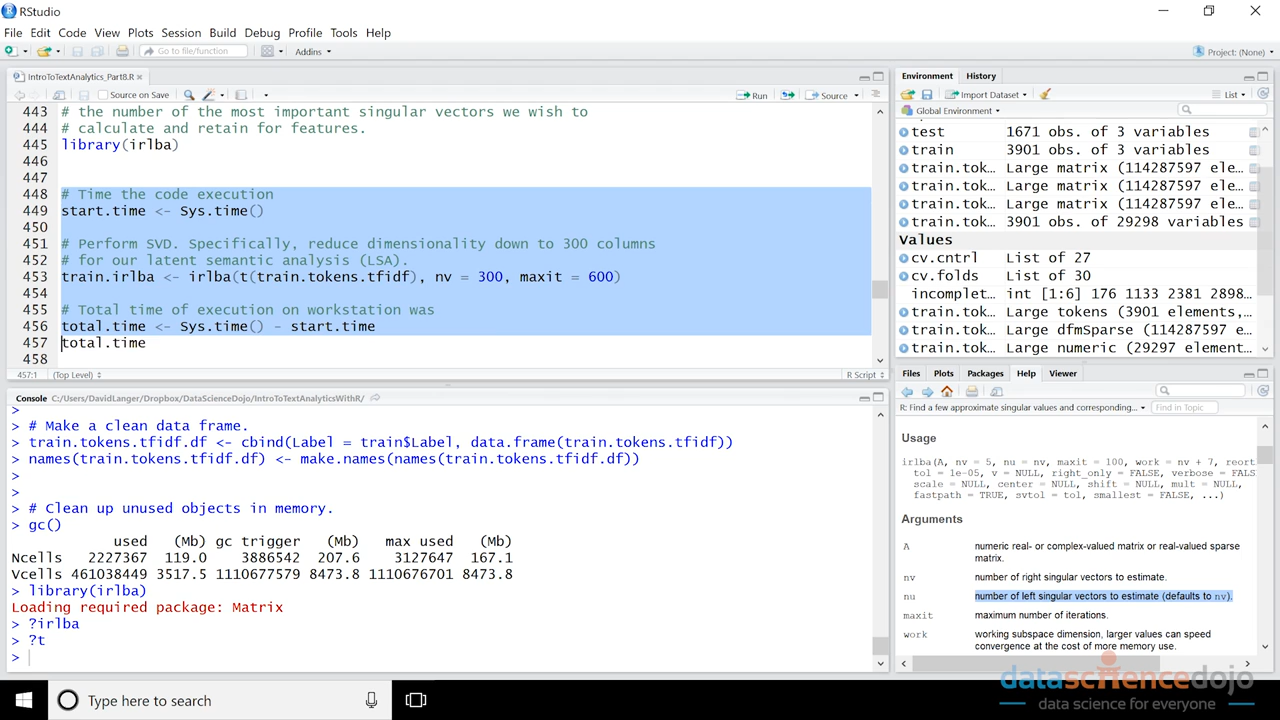 RStudio
File Edit Code View Plots Session Build Debug Profile Tools Help
Go to file/function Addins Project: (None)
IntroToTextAnalytics_Part8.R
Source on Save Run Source
443 # the number of the most important singular vectors we wish to
444 # calculate and retain for features.
445 library(irlba)
446
447
448 # Time the code execution
449 start.time <- Sys.time()
450
451 # Perform SVD. Specifically, reduce dimensionality down to 300 columns
452 # for our latent semantic analysis (LSA).
453 train.irlba <- irlba(t(train.tokens.tfidf), nv = 300, maxit = 600)
454
455 # Total time of execution on workstation was
456 total.time <- Sys.time() - start.time
457 total.time
458
457:1 (Top Level) R Script
Console C:/Users/DavidLanger/Dropbox/DataScienceDojo/IntroToTextAnalyticsWithR/
>
> # Make a clean data frame.
> train.tokens.tfidf.df <- cbind(Label = train$Label, data.frame(train.tokens.tfidf))
> names(train.tokens.tfidf.df) <- make.names(names(train.tokens.tfidf.df))
>
>
> # Clean up unused objects in memory.
> gc()
used (Mb) gc trigger (Mb) max used (Mb)
Ncells 2227367 119.0 3886542 207.6 3127647 167.1
Vcells 461038449 3517.5 1110677579 8473.8 1110676701 8473.8
> library(irlba)
Loading required package: Matrix
> ?irlba
> ?t
>
Environment History
Import Dataset List
Global Environment
test 1671 obs. of 3 variables
train 3901 obs. of 3 variables
train.tok… Large matrix (114287597 ele…
train.tok… Large matrix (114287597 ele…
train.tok… Large matrix (114287597 ele…
train.tok… 3901 obs. of 29298 variables
Values
cv.cntrl List of 27
cv.folds List of 30
incomplet… int [1:6] 176 1133 2381 2898…
train.tok… Large tokens (3901 elements,…
train.tok… Large dfmSparse (114287597 e…
train.tok… Large numeric (29297 element…
Files Plots Packages Help Viewer
R: Find a few approximate singular values and corresponding... Find in Topic
Usage
irlba(A, nv = 5, nu = nv, maxit = 100, work = nv + 7, reort
tol = 1e-05, v = NULL, right_only = FALSE, verbose = FALS
scale = NULL, center = NULL, shift = NULL, mult = NULL,
fastpath = TRUE, svtol = tol, smallest = FALSE, ...)
Arguments
A numeric real- or complex-valued matrix or real-valued sparse
matrix.
nv number of right singular vectors to estimate.
nu number of left singular vectors to estimate (defaults to nv).
maxit maximum number of iterations.
work working subspace dimension, larger values can speed
convergence at the cost of more memory use.
datasciencedojo
data science for everyone
Type here to search